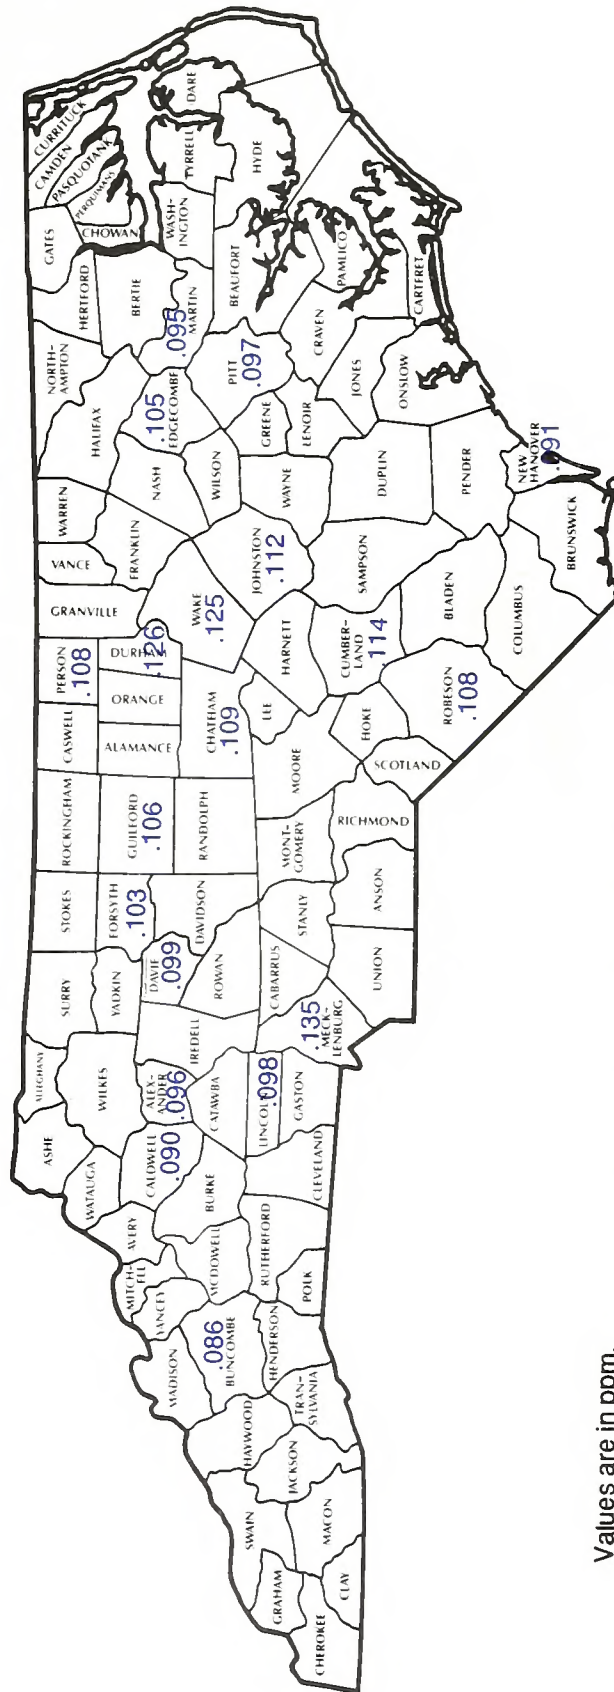 CHEROKEE
GRAHAM
CLAY
SWAIN
MACON
JACKSON
HAYWOOD
TRAN-
SYLVANIA
MADISON
.086
BUNCOMBE
HENDERSON
YANCEY
MITCH-
ELL
AVERY
MCDOWELL
RUTHERFORD
POLK
WATAUGA
ASHE
CALDWELL
.090
BURKE
CLEVELAND
ALLEGHANY
WILKES
ALEX-
ANDER
.096
CATAWBA
LINCOLN
.098
GASTON
SURRY
YADKIN
IREDELL
DAVIE
.099
ROWAN
CABARRUS
.135
MECK-
LENBURG
STOKES
FORSYTH
.103
DAVIDSON
STANLY
UNION
ANSON
ROCKINGHAM
GUILFORD
.106
RANDOLPH
MONT-
GOMERY
RICHMOND
CASWELL
ALAMANCE
CHATHAM
.109
MOORE
SCOTLAND
HOKE
LEE
PERSON
.108
ORANGE
DURHAM
.126
WAKE
.125
HARNETT
CUMBER-
LAND
.114
ROBESON
.108
GRANVILLE
VANCE
WARREN
FRANKLIN
JOHNSTON
.112
SAMPSON
BLADEN
COLUMBUS
BRUNSWICK
HALIFAX
NASH
WILSON
WAYNE
DUPLIN
PENDER
NEW
HANOVER
.091
NORTH-
AMPTON
.105
EDGECOMBE
PITT
.097
GREENE
LENOIR
JONES
ONSLOW
HERTFORD
BERTIE
.095
MARTIN
BEAUFORT
CRAVEN
PAMLICO
CARTFRET
GATES
CHOWAN
PERQUIMANS
PASQUOTANK
CAMDEN
CURRITUCK
WASH-
INGTON
TYRRELL
DARE
HYDE
Values are in ppm.